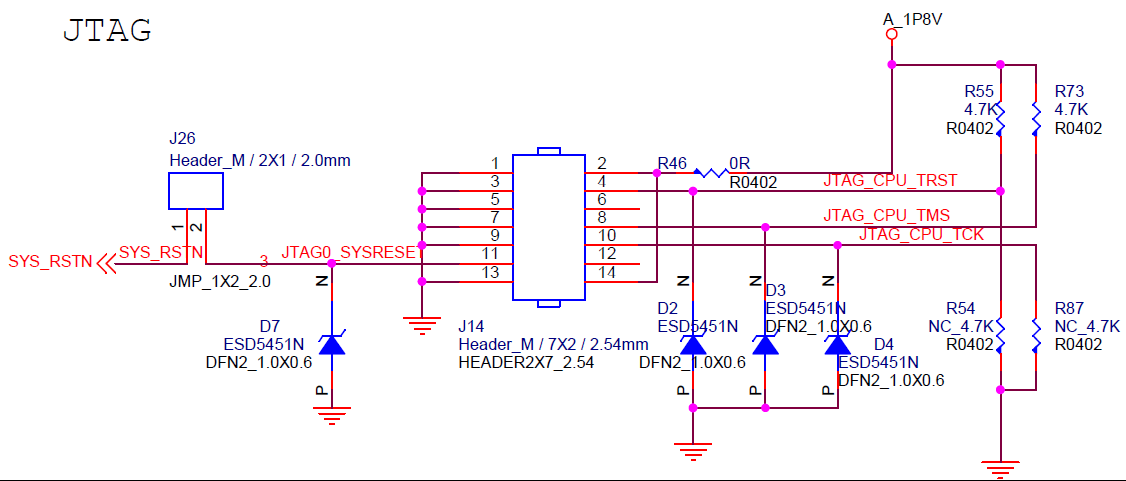 JTAG
A_1P8V
R55
4.7K
R0402
R73
4.7K
R0402
J26
Header_M / 2X1 / 2.0mm
1
2
JMP_1X2_2.0
SYS_RSTN
SYS_RSTN
3
JTAG0_SYSRESET
1
3
5
7
9
11
13
2
4
6
8
10
12
14
R46
0R
R0402
JTAG_CPU_TRST
JTAG_CPU_TMS
JTAG_CPU_TCK
J14
Header_M / 7X2 / 2.54mm
HEADER2X7_2.54
N
D7
ESD5451N
DFN2_1.0X0.6
P
N
D2
ESD5451N
DFN2_1.0X0.6
P
N
D3
ESD5451N
DFN2_1.0X0.6
P
N
D4
ESD5451N
DFN2_1.0X0.6
P
R54
NC_4.7K
R0402
R87
NC_4.7K
R0402